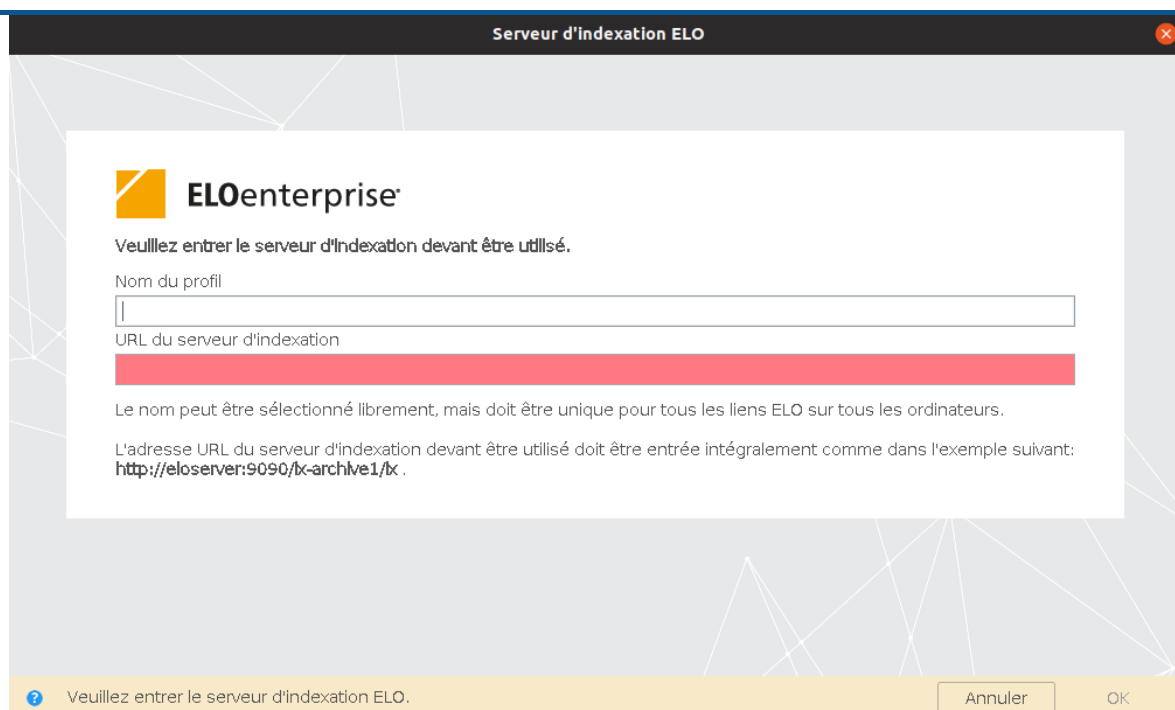 Serveur d'indexation ELO
ELOenterprise
Veuillez entrer le serveur d'indexation devant être utilisé.
Nom du profil
URL du serveur d'indexation
Le nom peut être sélectionné librement, mais doit être unique pour tous les liens ELO sur tous les ordinateurs.
L'adresse URL du serveur d'indexation devant être utilisé doit être entrée intégralement comme dans l'exemple suivant:
http://eloserver:9090/ix-archive1/ix .
Veuillez entrer le serveur d'indexation ELO.
Annuler OK